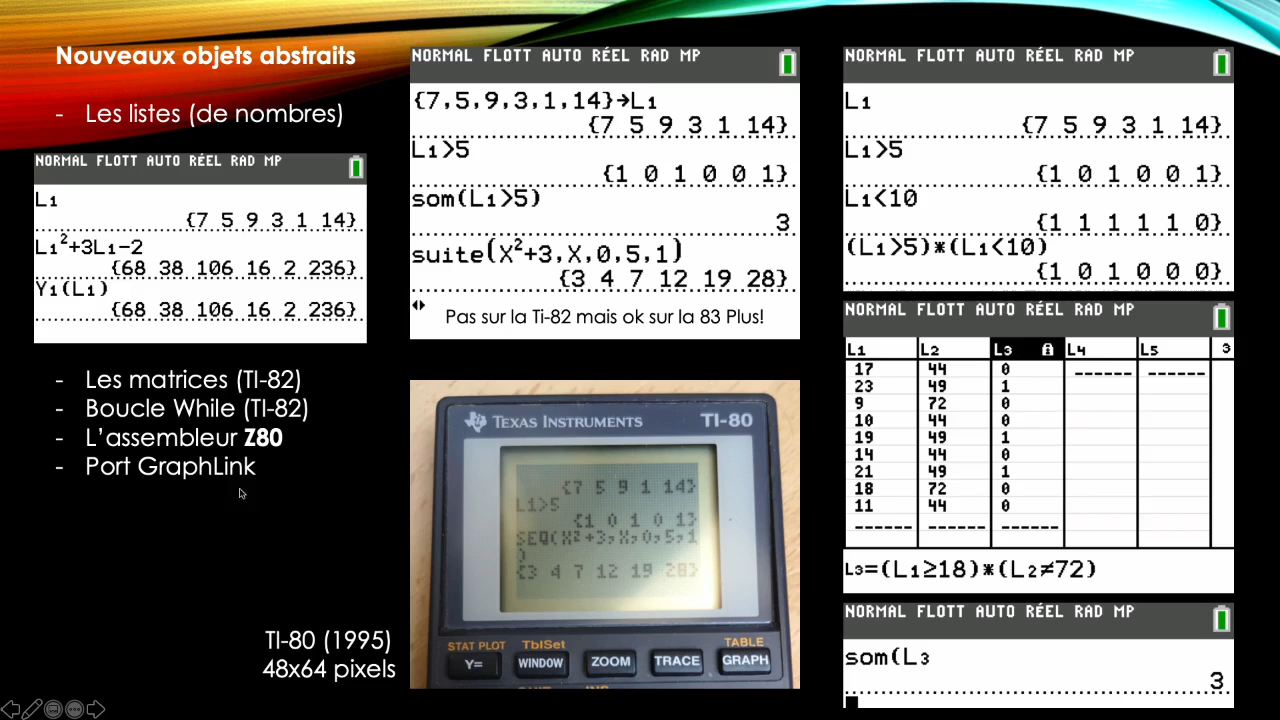 Nouveaux objets abstraits
- Les listes (de nombres)
NORMAL FLOTT AUTO RÉEL RAD MP
L1
{7 5 9 3 1 14}
L1²+3L1-2
{68 38 106 16 2 236}
Y1(L1)
{68 38 106 16 2 236}
- Les matrices (TI-82)
- Boucle While (TI-82)
- L'assembleur Z80
- Port GraphLink
TI-80 (1995)
48x64 pixels
NORMAL FLOTT AUTO RÉEL RAD MP
{7,5,9,3,1,14}→L1
{7 5 9 3 1 14}
L1>5
{1 0 1 0 0 1}
som(L1>5)
3
suite(X²+3,X,0,5,1)
{3 4 7 12 19 28}
Pas sur la Ti-82 mais ok sur la 83 Plus!
TEXAS INSTRUMENTS TI-80
{7 5 9 1 14}
L1>5
{1 0 1 0 1}
SEQ(X²+3,X,0,5,1
)
{3 4 7 12 19 28}
STAT PLOT TblSet TABLE
Y= WINDOW ZOOM TRACE GRAPH
NORMAL FLOTT AUTO RÉEL RAD MP
L1
{7 5 9 3 1 14}
L1>5
{1 0 1 0 0 1}
L1<10
{1 1 1 1 1 0}
(L1>5)*(L1<10)
{1 0 1 0 0 0}
NORMAL FLOTT AUTO RÉEL RAD MP
L1 L2 L3 L4 L5 3
17 44 0 ------ ------
23 49 1
9 72 0
10 44 0
19 49 1
14 44 0
21 49 1
18 72 0
11 44 0
------ ------ ------
L3=(L1≥18)*(L2≠72)
NORMAL FLOTT AUTO RÉEL RAD MP
som(L3
3